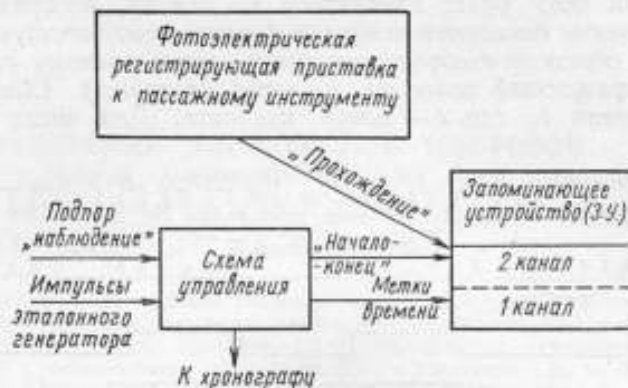 Фотоэлектрическая
регистрирующая приставка
к пассажному инструменту
„Прохождение"
Запоминающее
устройство (З.У.)
Подпор
„наблюдение"
Схема
управления
„Начало-
-конец"
2 канал
Импульсы
эталонного
генератора
Метки
времени
1 канал
К хронографу